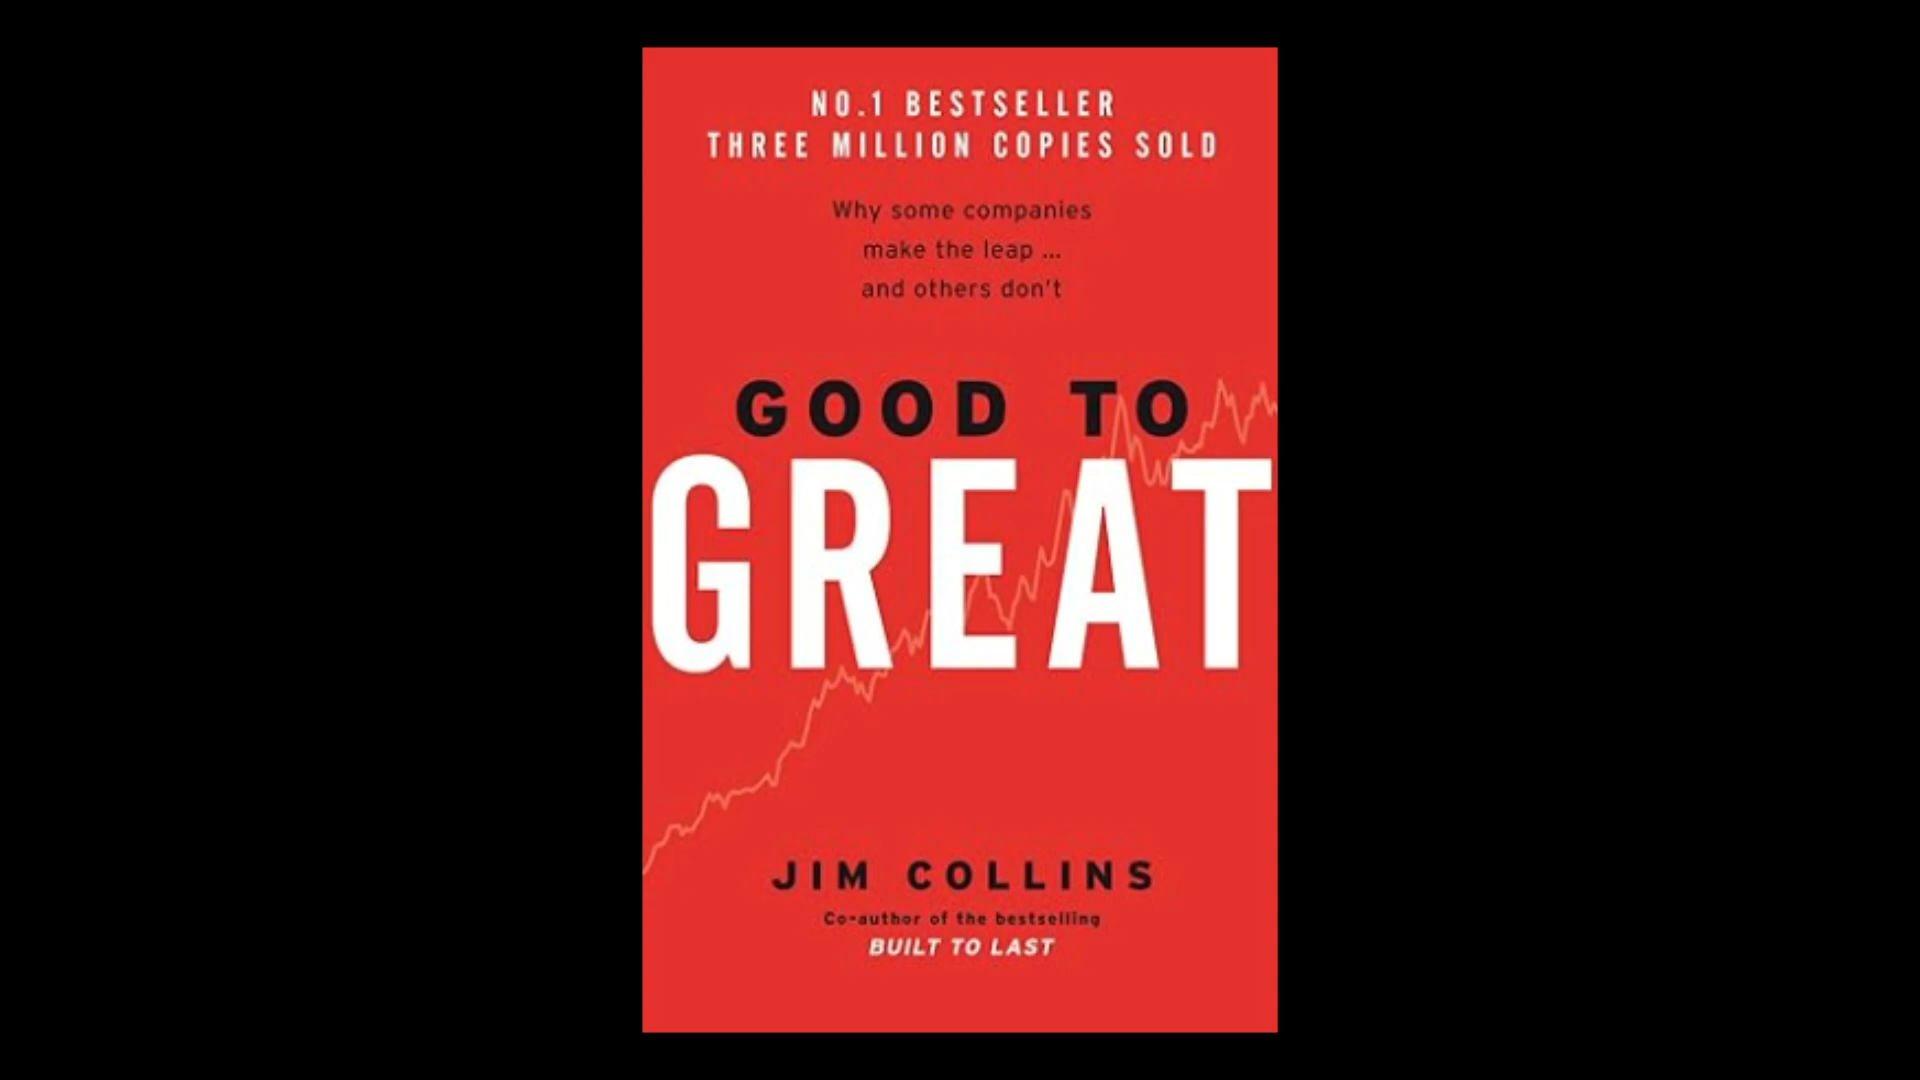 NO.1 BESTSELLER
THREE MILLION COPIES SOLD
Why some companies
make the leap ...
and others don't
GOOD TO
GREAT
JIM COLLINS
Co-author of the bestselling
BUILT TO LAST